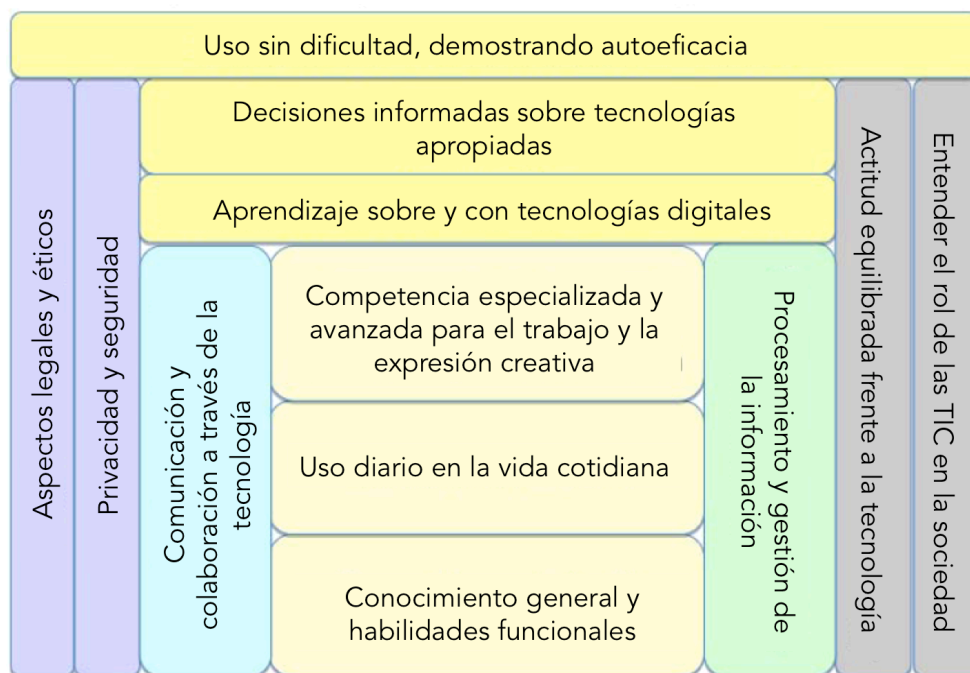 Uso sin dificultad, demostrando autoeficacia
Decisiones informadas sobre tecnologías
apropiadas
Aprendizaje sobre y con tecnologías digitales
Aspectos legales y éticos
Privacidad y seguridad
Comunicación y
colaboración a través de la
tecnología
Competencia especializada y
avanzada para el trabajo y la
expresión creativa
Uso diario en la vida cotidiana
Conocimiento general y
habilidades funcionales
Procesamiento y gestión de
la información
Actitud equilibrada frente a la tecnología
Entender el rol de las TIC en la sociedad